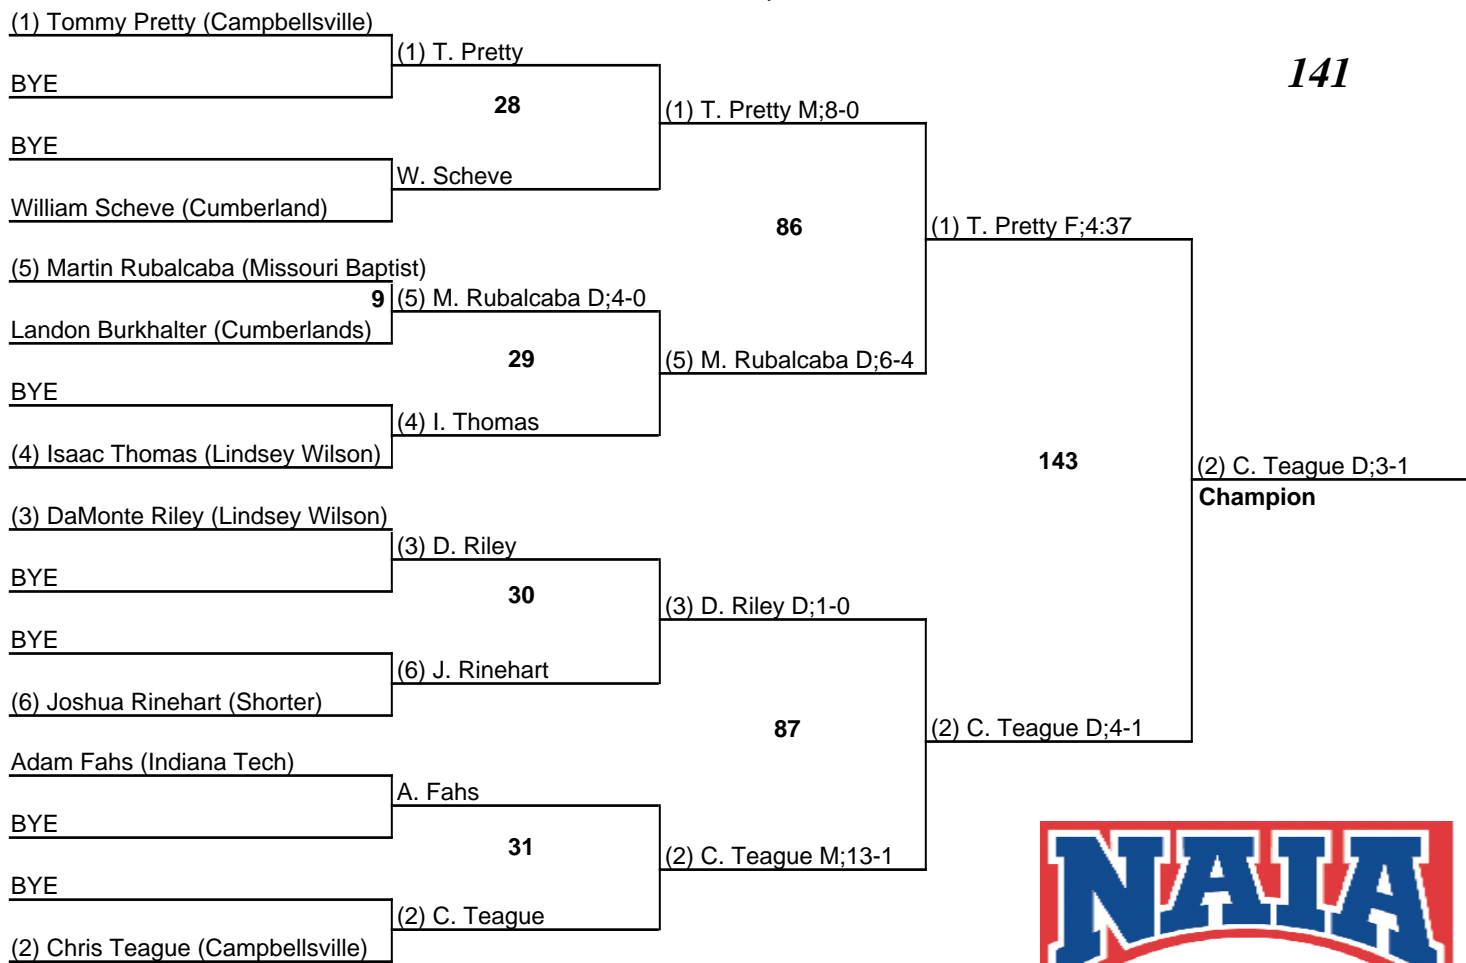 (1) Tommy Pretty (Campbellsville)
(1) T. Pretty
141
BYE
28
(1) T. Pretty M;8-0
BYE
W. Scheve
William Scheve (Cumberland)
86
(1) T. Pretty F;4:37
(5) Martin Rubalcaba (Missouri Baptist)
9 (5) M. Rubalcaba D;4-0
Landon Burkhalter (Cumberlands)
29
(5) M. Rubalcaba D;6-4
BYE
(4) I. Thomas
(4) Isaac Thomas (Lindsey Wilson)
143
(2) C. Teague D;3-1
Champion
(3) DaMonte Riley (Lindsey Wilson)
(3) D. Riley
BYE
30
(3) D. Riley D;1-0
BYE
(6) J. Rinehart
(6) Joshua Rinehart (Shorter)
87
(2) C. Teague D;4-1
Adam Fahs (Indiana Tech)
A. Fahs
BYE
31
(2) C. Teague M;13-1
BYE
(2) C. Teague
(2) Chris Teague (Campbellsville)
NAIA